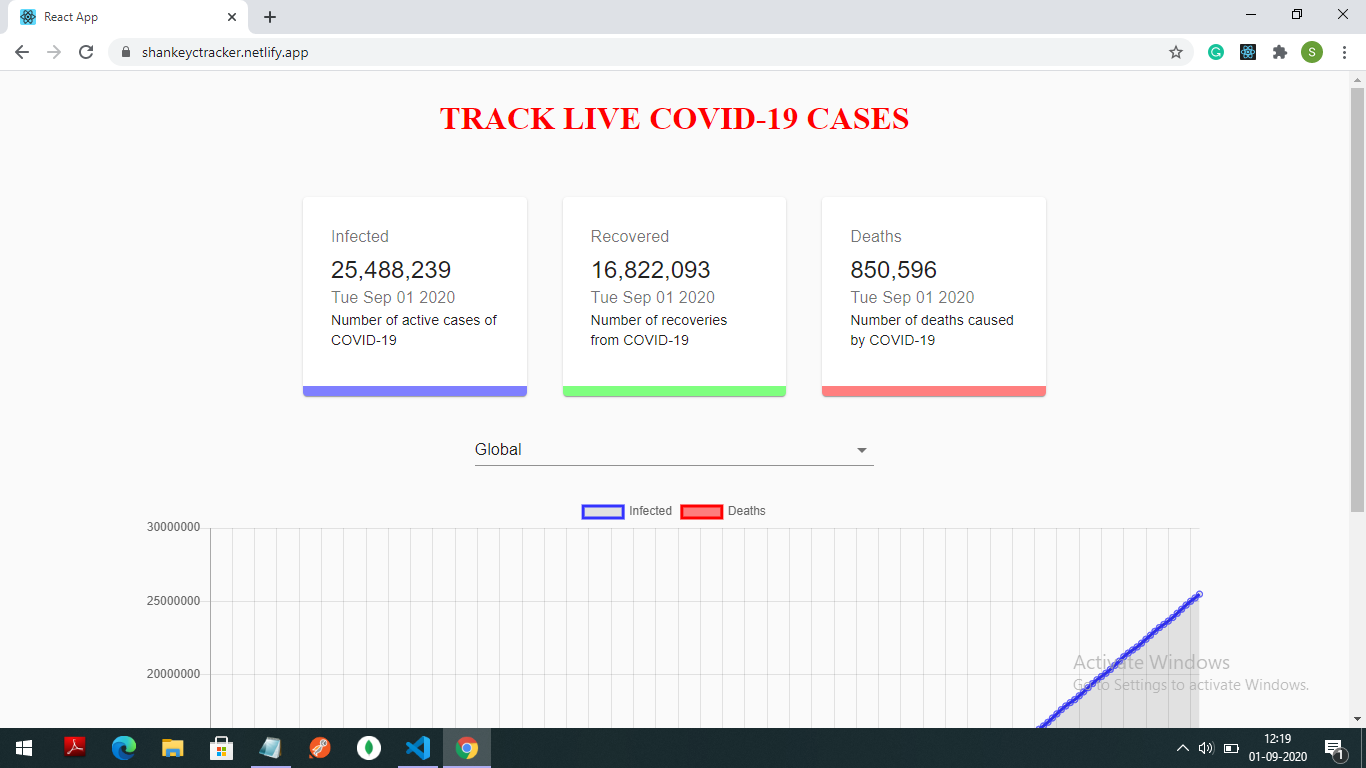 React App
shankeyctracker.netlify.app
S
TRACK LIVE COVID-19 CASES
Infected
25,488,239
Tue Sep 01 2020
Number of active cases of
COVID-19
Recovered
16,822,093
Tue Sep 01 2020
Number of recoveries
from COVID-19
Deaths
850,596
Tue Sep 01 2020
Number of deaths caused
by COVID-19
Global
Infected Deaths
30000000
25000000
20000000
Activate Windows
Go to Settings to activate Windows.
12:19
01-09-2020
1